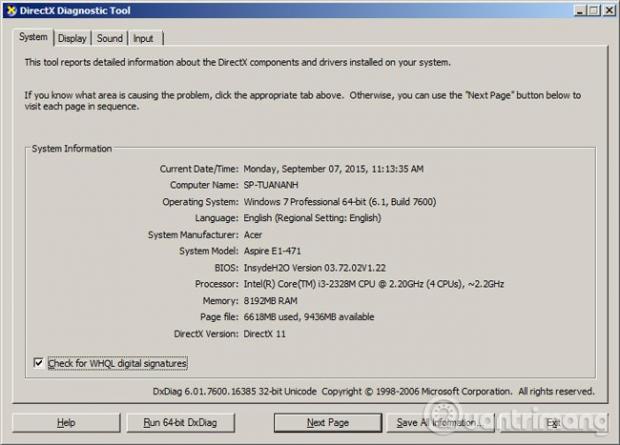 DirectX Diagnostic Tool
System Display Sound Input
This tool reports detailed information about the DirectX components and drivers installed on your system.
If you know what area is causing the problem, click the appropriate tab above. Otherwise, you can use the "Next Page" button below to
visit each page in sequence.
System Information
Current Date/Time: Monday, September 07, 2015, 11:13:35 AM
Computer Name: SP-TUANANH
Operating System: Windows 7 Professional 64-bit (6.1, Build 7600)
Language: English (Regional Setting: English)
System Manufacturer: Acer
System Model: Aspire E1-471
BIOS: InsydeH2O Version 03.72.02V1.22
Processor: Intel(R) Core(TM) i3-2328M CPU @ 2.20GHz (4 CPUs), ~2.2GHz
Memory: 8192MB RAM
Page file: 6618MB used, 9436MB available
DirectX Version: DirectX 11
Check for WHQL digital signatures
DxDiag 6.01.7600.16385 32-bit Unicode Copyright © 1998-2006 Microsoft Corporation. All rights reserved.
Help Run 64-bit DxDiag Next Page Save All Information... Exit
Quantrimang